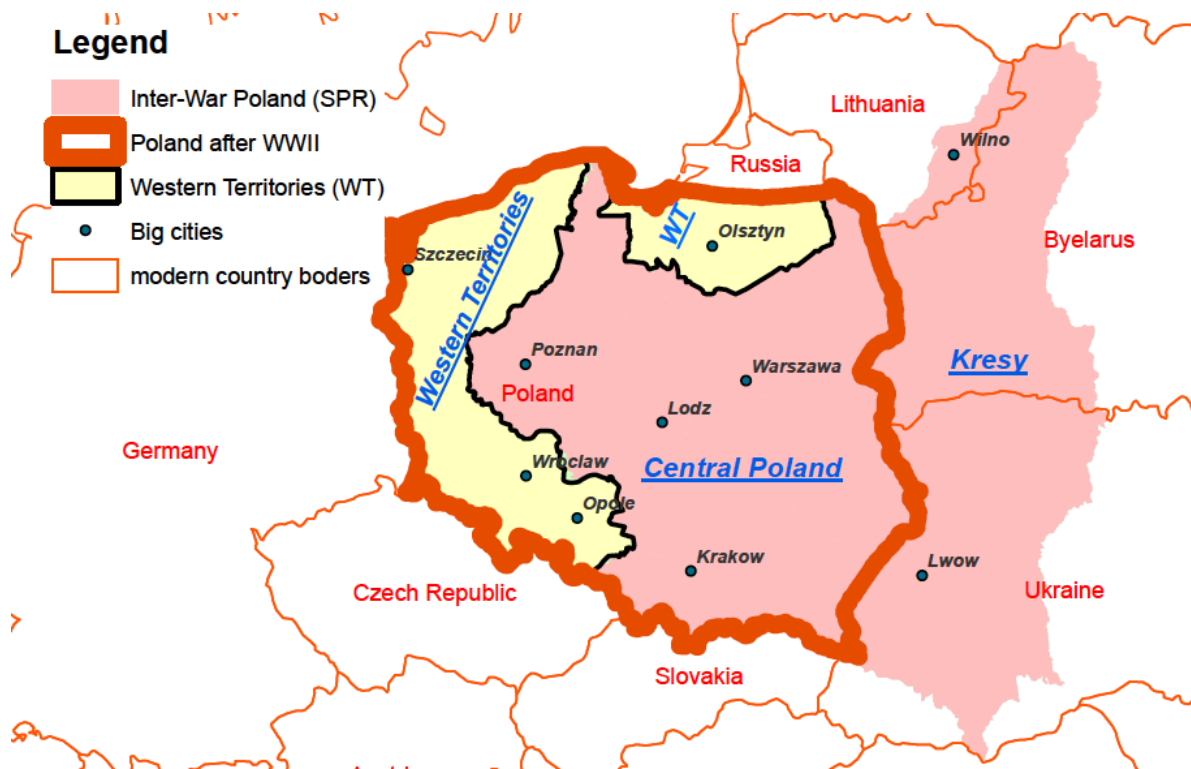 Legend
Inter-War Poland (SPR)
Poland after WWII
Western Territories (WT)
Big cities
modern country boders
Lithuania
Wilno
Russia
Byelarus
Western Territories
WT
Olsztyn
Szczecin
Poznan
Warszawa
Kresy
Poland
Lodz
Germany
Wroclaw
Central Poland
Opole
Krakow
Lwow
Czech Republic
Ukraine
Slovakia